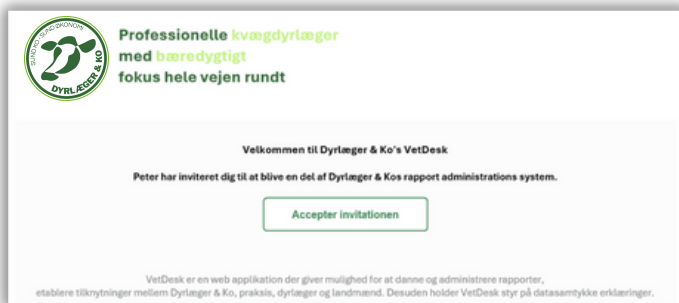 SUND KO · SUND ØKONOMI
DYRLÆGER & KO
Professionelle kvægdyrlæger
med bæredygtigt
fokus hele vejen rundt
Velkommen til Dyrlæger & Ko's VetDesk
Peter har inviteret dig til at blive en del af Dyrlæger & Kos rapport administrations system.
Accepter invitationen
VetDesk er en web applikation der giver mulighed for at danne og administrere rapporter,
etablere tilknytninger mellem Dyrlæger & Ko, praksis, dyrlæger og landmænd. Desuden holder VetDesk styr på datasamtykke erklæringer.